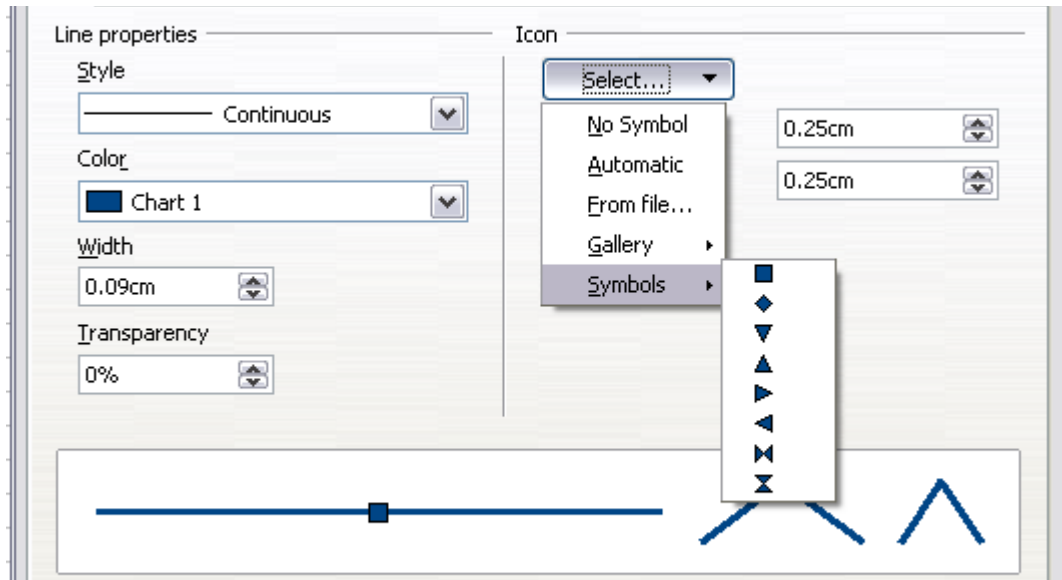 Line properties
Style
Continuous
Color
Chart 1
Width
0.09cm
Transparency
0%
Icon
Select...
No Symbol
Automatic
From file...
Gallery
Symbols
0.25cm
0.25cm